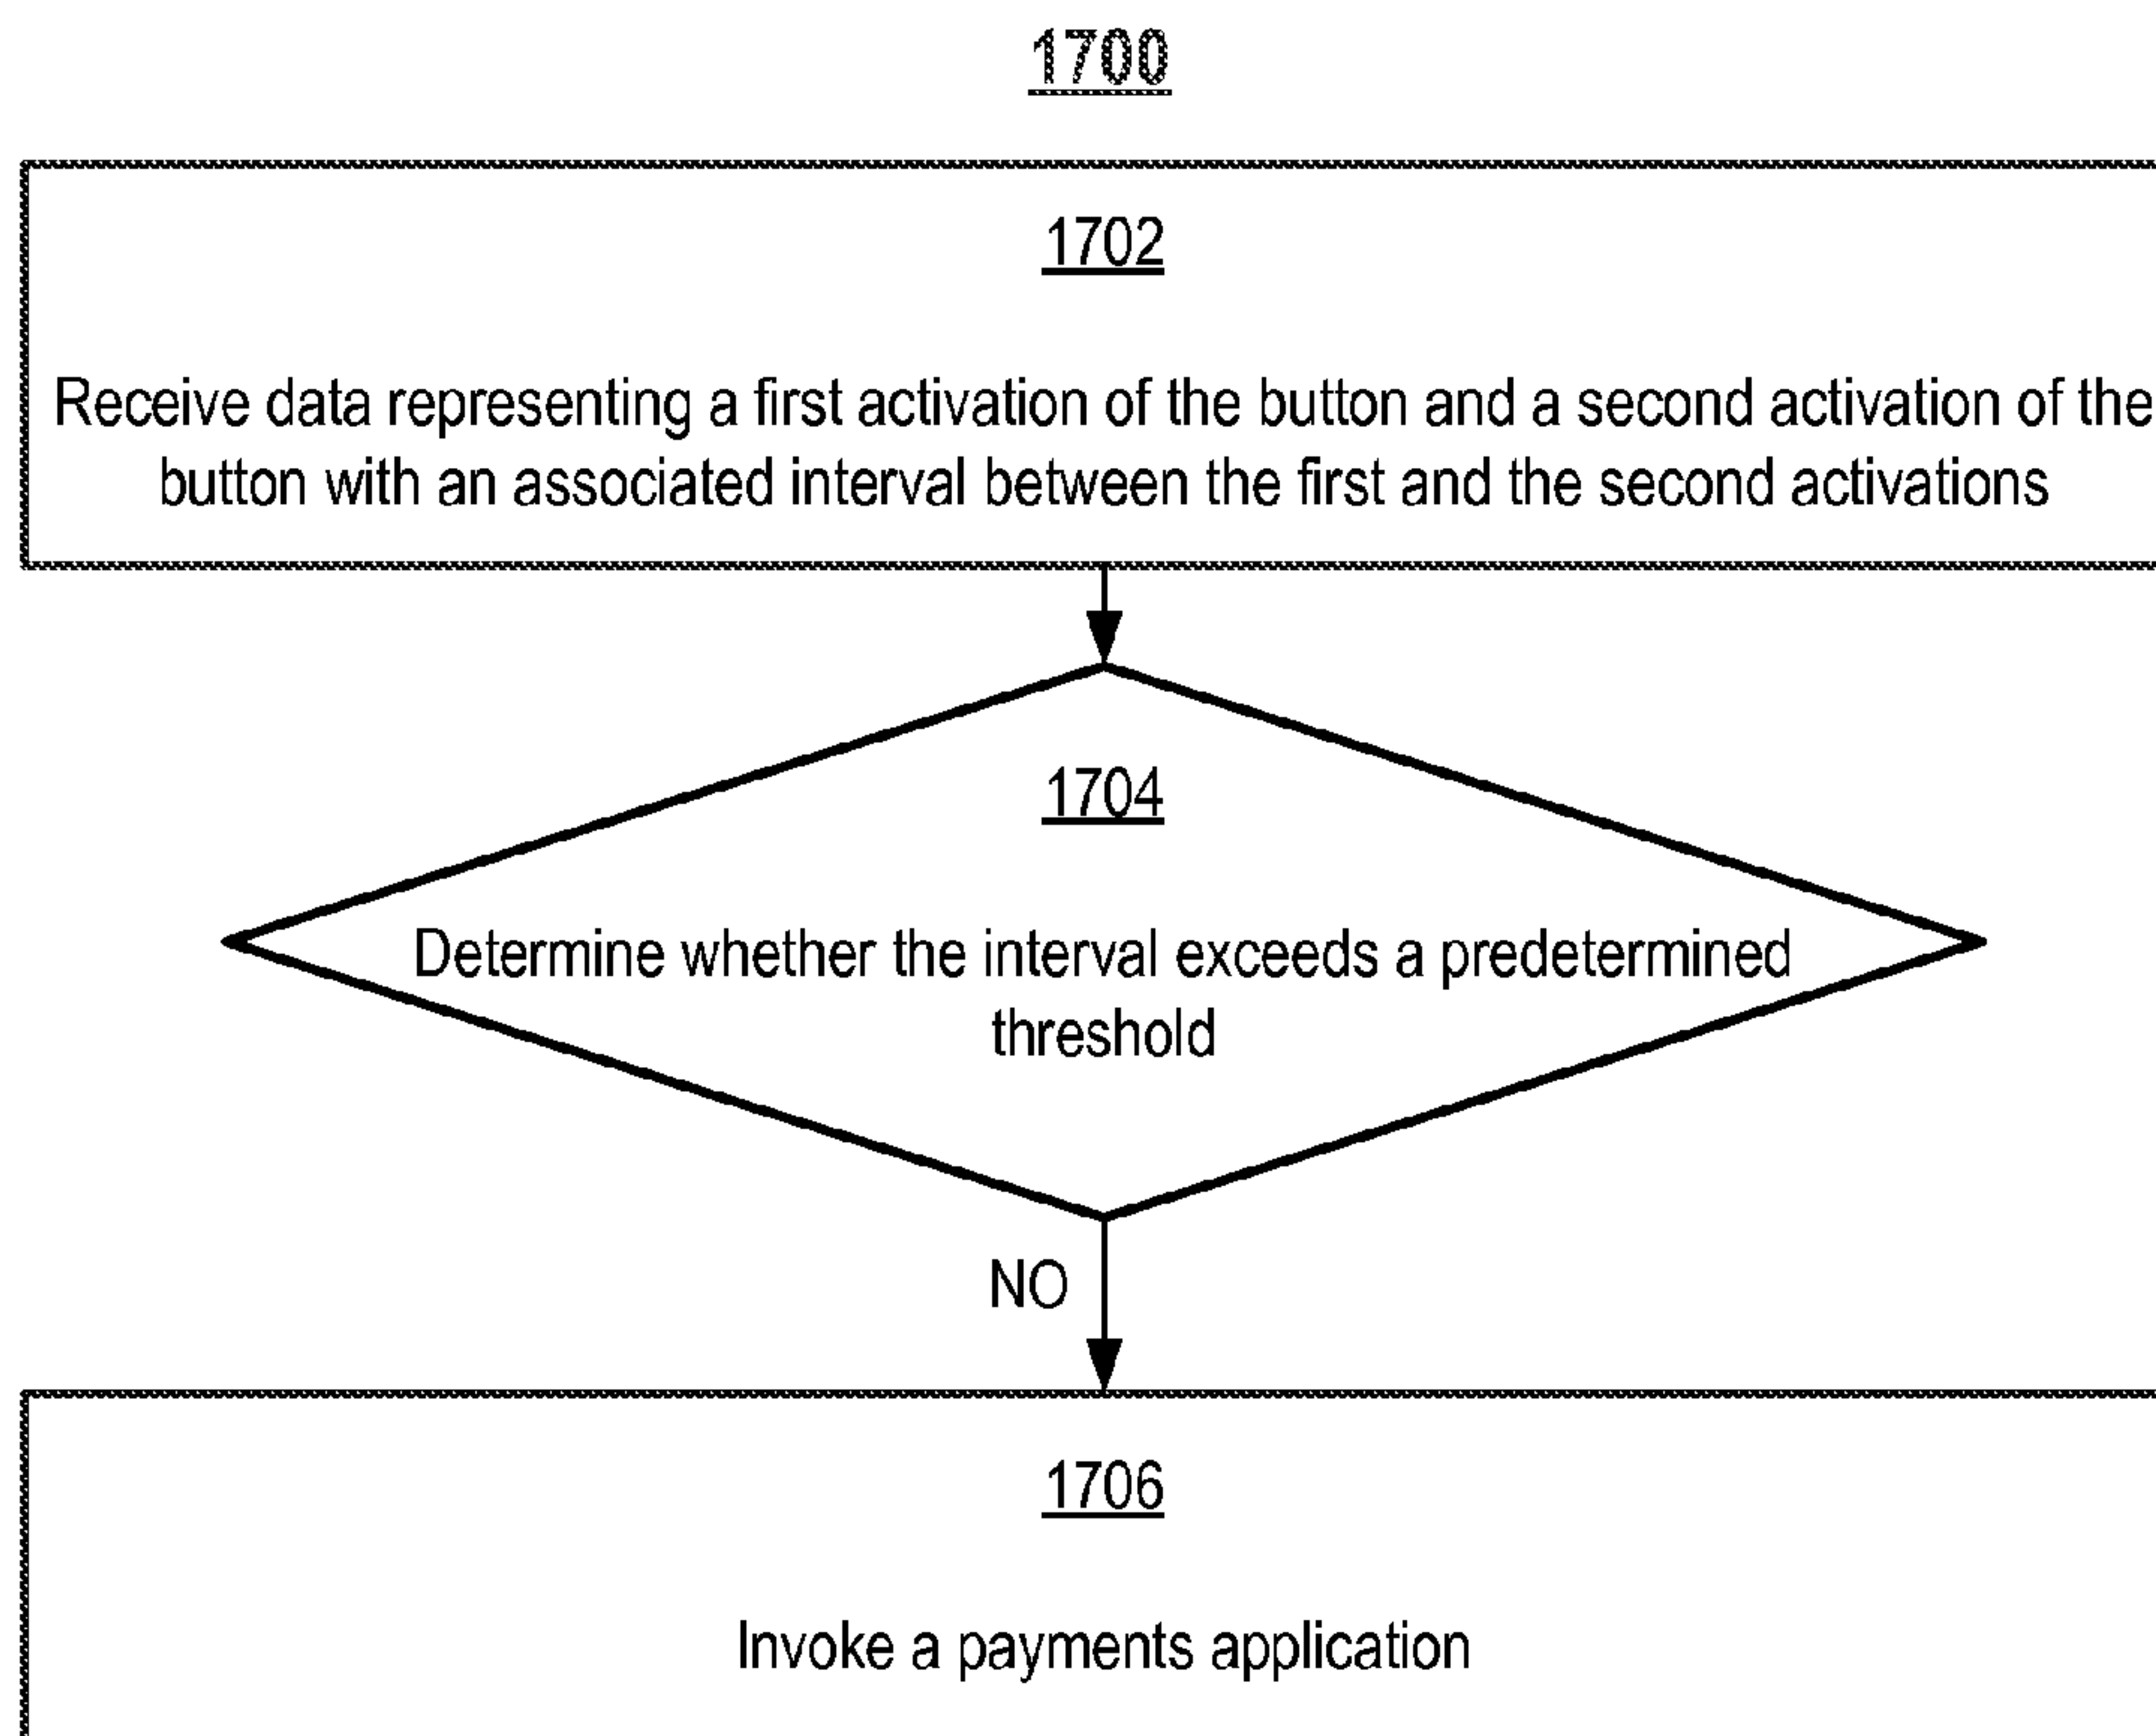 1700
1702
Receive data representing a first activation of the button and a second activation of the
button with an associated interval between the first and the second activations
1704
Determine whether the interval exceeds a predetermined
threshold
NO
1706
Invoke a payments application